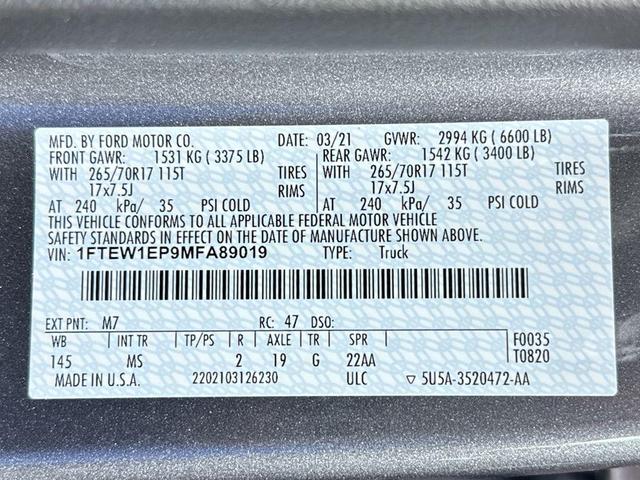 MFD. BY FORD MOTOR CO. DATE: 03/21 GVWR: 2994 KG ( 6600 LB)
FRONT GAWR: 1531 KG ( 3375 LB) REAR GAWR: 1542 KG ( 3400 LB)
WITH 265/70R17 115T TIRES WITH 265/70R17 115T TIRES
17x7.5J RIMS 17x7.5J RIMS
AT 240 kPa/ 35 PSI COLD AT 240 kPa/ 35 PSI COLD
THIS VEHICLE CONFORMS TO ALL APPLICABLE FEDERAL MOTOR VEHICLE
SAFETY STANDARDS IN EFFECT ON THE DATE OF MANUFACTURE SHOWN ABOVE.
VIN: 1FTEW1EP9MFA89019 TYPE: Truck
EXT PNT: M7 RC: 47 DSO:
WB INT TR TP/PS R AXLE TR SPR F0035
145 MS 2 19 G 22AA T0820
MADE IN U.S.A. 2202103126230 ULC ▽ 5U5A-3520472-AA